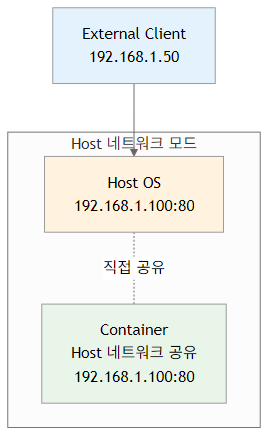 External Client
192.168.1.50
Host 네트워크 모드
Host OS
192.168.1.100:80
직접 공유
Container
Host 네트워크 공유
192.168.1.100:80